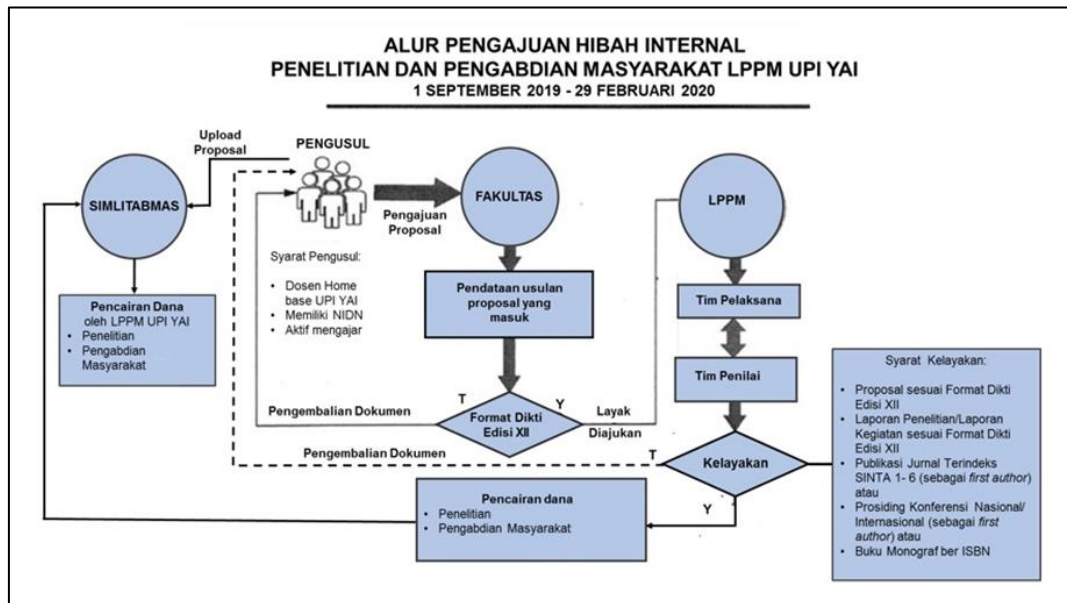 ALUR PENGAJUAN HIBAH INTERNAL
PENELITIAN DAN PENGABDIAN MASYARAKAT LPPM UPI YAI
1 SEPTEMBER 2019 - 29 FEBRUARI 2020
Upload
Proposal
PENGUSUL
SIMLITABMAS
Pengajuan
Proposal
FAKULTAS
LPPM
Syarat Pengusul:
• Dosen Home
base UPI YAI
• Memiliki NIDN
• Aktif mengajar
Pencairan Dana
oleh LPPM UPI YAI
• Penelitian
• Pengabdian
Masyarakat
Pendataan usulan
proposal yang
masuk
Tim Pelaksana
Tim Penilai
Pengembalian Dokumen
T
Format Dikti
Edisi XII
Y
Layak
Diajukan
Pengembalian Dokumen
T
Kelayakan
Y
Pencairan dana
• Penelitian
• Pengabdian Masyarakat
Syarat Kelayakan:
• Proposal sesuai Format Dikti
Edisi XII
• Laporan Penelitian/Laporan
Kegiatan sesuai Format Dikti
Edisi XII
• Publikasi Jurnal Terindeks
SINTA 1- 6 (sebagai first author)
atau
• Prosiding Konferensi Nasional/
Internasional (sebagai first
author) atau
• Buku Monograf ber ISBN